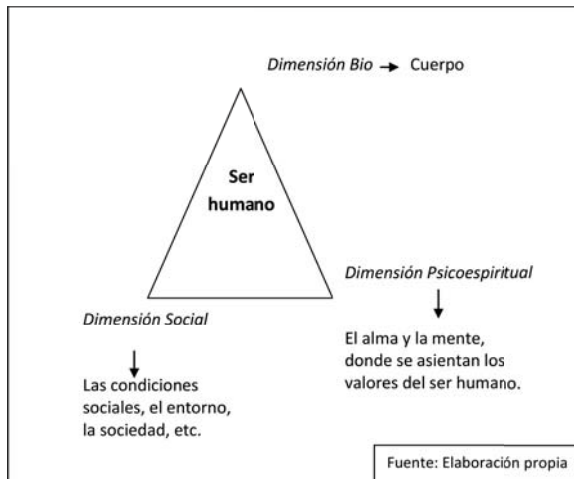 Dimensión Bio → Cuerpo
Ser
humano
Dimensión Psicoespiritual
Dimensión Social
El alma y la mente,
donde se asientan los
valores del ser humano.
Las condiciones
sociales, el entorno,
la sociedad, etc.
Fuente: Elaboración propia